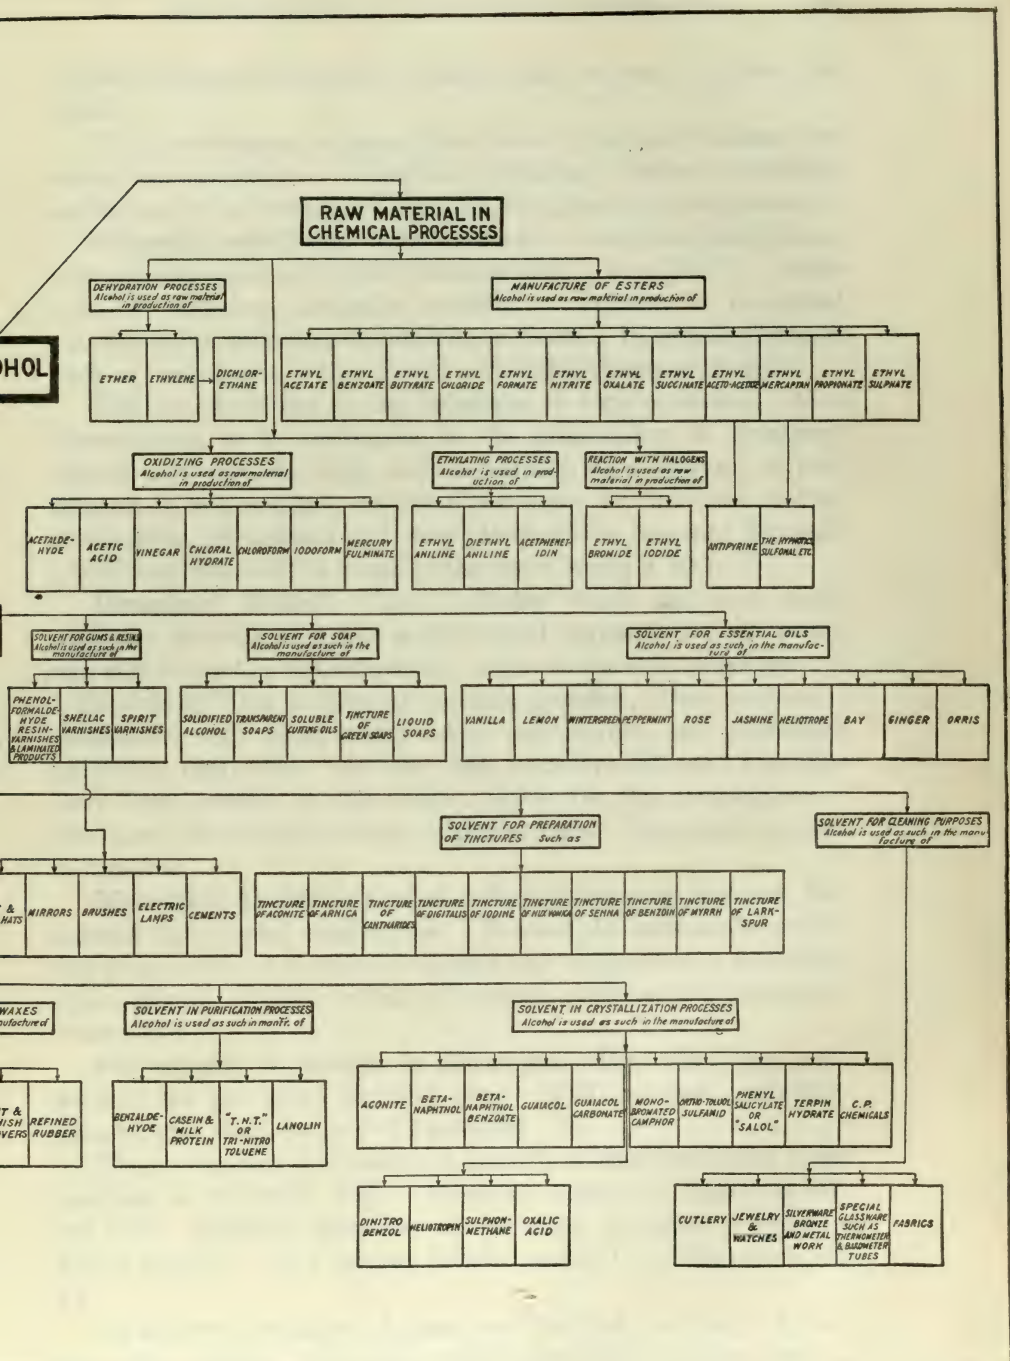 RAW MATERIAL IN
CHEMICAL PROCESSES
DEHYDRATION PROCESSES
Alcohol is used as raw material
in production of
MANUFACTURE OF ESTERS
Alcohol is used as raw material in production of
OHOL
ETHER
ETHYLENE
DICHLOR-
ETHANE
ETHYL
ACETATE
ETHYL
BENZOATE
ETHYL
BUTYRATE
ETHYL
CHLORIDE
ETHYL
FORMATE
ETHYL
NITRITE
ETHYL
OXALATE
ETHYL
SUCCINATE
ETHYL
ACETO-ACETATE
ETHYL
MERCAPTAN
ETHYL
PROPIONATE
ETHYL
SULPHATE
OXIDIZING PROCESSES
Alcohol is used as raw material
in production of
ETHYLATING PROCESSES
Alcohol is used in prod-
uction of
REACTION WITH HALOGENS
Alcohol is used as raw
material in production of
ACETALDE-
HYDE
ACETIC
ACID
VINEGAR
CHLORAL
HYDRATE
CHLOROFORM
IODOFORM
MERCURY
FULMINATE
ETHYL
ANILINE
DIETHYL
ANILINE
ACETPHENET-
IDIN
ETHYL
BROMIDE
ETHYL
IODIDE
ANTIPYRINE
THE HYPNOTICS
SULFONAL ETC.
SOLVENT FOR GUMS & RESINS
Alcohol is used as such in the
manufacture of
SOLVENT FOR SOAP
Alcohol is used as such in the
manufacture of
SOLVENT FOR ESSENTIAL OILS
Alcohol is used as such in the manufac-
ture of
PHENOL-
FORMALDE-
HYDE
RESIN-
VARNISHES
& LAMINATED
PRODUCTS
SHELLAC
VARNISHES
SPIRIT
VARNISHES
SOLIDIFIED
ALCOHOL
TRANSPARENT
SOAPS
SOLUBLE
CUTTING OILS
TINCTURE
OF
GREEN SOAPS
LIQUID
SOAPS
VANILLA
LEMON
WINTERGREEN
PEPPERMINT
ROSE
JASMINE
HELIOTROPE
BAY
GINGER
ORRIS
SOLVENT FOR PREPARATION
OF TINCTURES Such as
SOLVENT FOR CLEANING PURPOSES
Alcohol is used as such in the manu-
facture of
&
HATS
MIRRORS
BRUSHES
ELECTRIC
LAMPS
CEMENTS
TINCTURE
OF ACONITE
TINCTURE
OF ARNICA
TINCTURE
OF
CANTHARIDES
TINCTURE
OF DIGITALIS
TINCTURE
OF IODINE
TINCTURE
OF NUX VOMICA
TINCTURE
OF SENNA
TINCTURE
OF BENZOIN
TINCTURE
OF MYRRH
TINCTURE
OF LARK-
SPUR
WAXES
nufacture of
SOLVENT IN PURIFICATION PROCESSES
Alcohol is used as such in manfr. of
SOLVENT IN CRYSTALLIZATION PROCESSES
Alcohol is used as such in the manufacture of
T &
NISH
OVERS
REFINED
RUBBER
BENZALDE-
HYDE
CASEIN &
MILK
PROTEIN
"T.N.T."
OR
TRI-NITRO
TOLUENE
LANOLIN
ACONITE
BETA-
NAPHTHOL
BETA-
NAPHTHOL
BENZOATE
GUAIACOL
GUAIACOL
CARBONATE
MONO-
BROMATED
CAMPHOR
ORTHO-TOLUOL
SULFAMID
PHENYL
SALICYLATE
OR
"SALOL"
TERPIN
HYDRATE
C.P.
CHEMICALS
DINITRO
BENZOL
HELIOTROPIN
SULPHON-
METHANE
OXALIC
ACID
CUTLERY
JEWELRY
&
WATCHES
SILVERWARE
BRONZE
AND METAL
WORK
SPECIAL
GLASSWARE
SUCH AS
THERMOMETER
& BAROMETER
TUBES
FABRICS